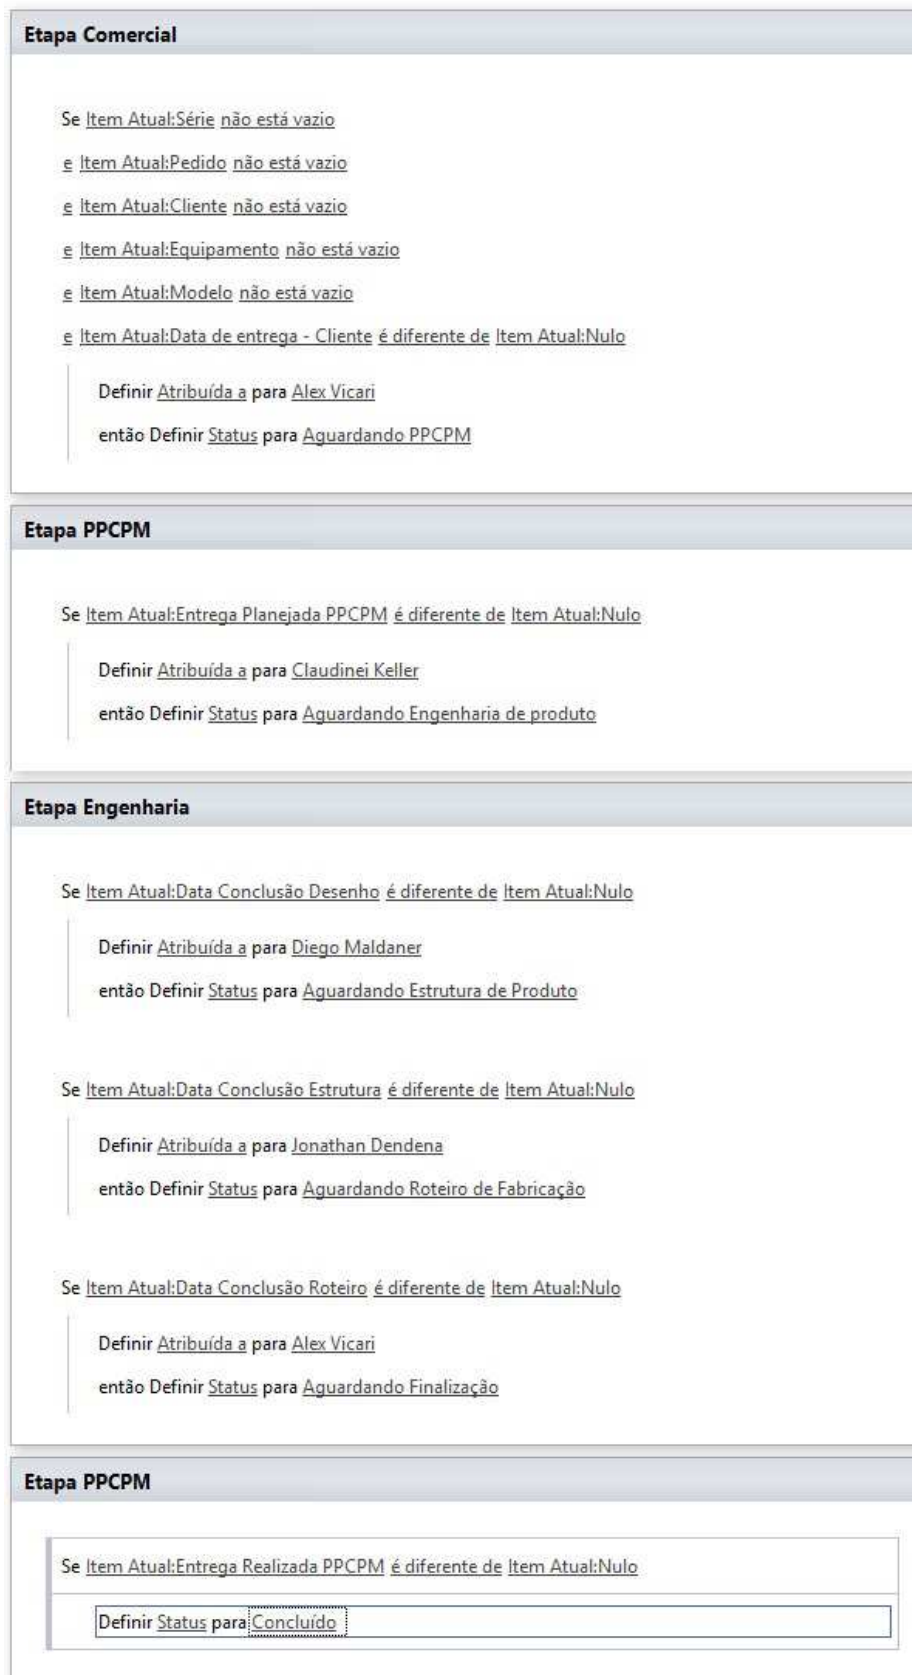 Etapa Comercial
Se Item Atual:Série não está vazio
e Item Atual:Pedido não está vazio
e Item Atual:Cliente não está vazio
e Item Atual:Equipamento não está vazio
e Item Atual:Modelo não está vazio
e Item Atual:Data de entrega - Cliente é diferente de Item Atual:Nulo
Definir Atribuída a para Alex Vicari
então Definir Status para Aguardando PPCPM
Etapa PPCPM
Se Item Atual:Entrega Planejada PPCPM é diferente de Item Atual:Nulo
Definir Atribuída a para Claudinei Keller
então Definir Status para Aguardando Engenharia de produto
Etapa Engenharia
Se Item Atual:Data Conclusão Desenho é diferente de Item Atual:Nulo
Definir Atribuída a para Diego Maldaner
então Definir Status para Aguardando Estrutura de Produto
Se Item Atual:Data Conclusão Estrutura é diferente de Item Atual:Nulo
Definir Atribuída a para Jonathan Dendena
então Definir Status para Aguardando Roteiro de Fabricação
Se Item Atual:Data Conclusão Roteiro é diferente de Item Atual:Nulo
Definir Atribuída a para Alex Vicari
então Definir Status para Aguardando Finalização
Etapa PPCPM
Se Item Atual:Entrega Realizada PPCPM é diferente de Item Atual:Nulo
Definir Status para Concluído